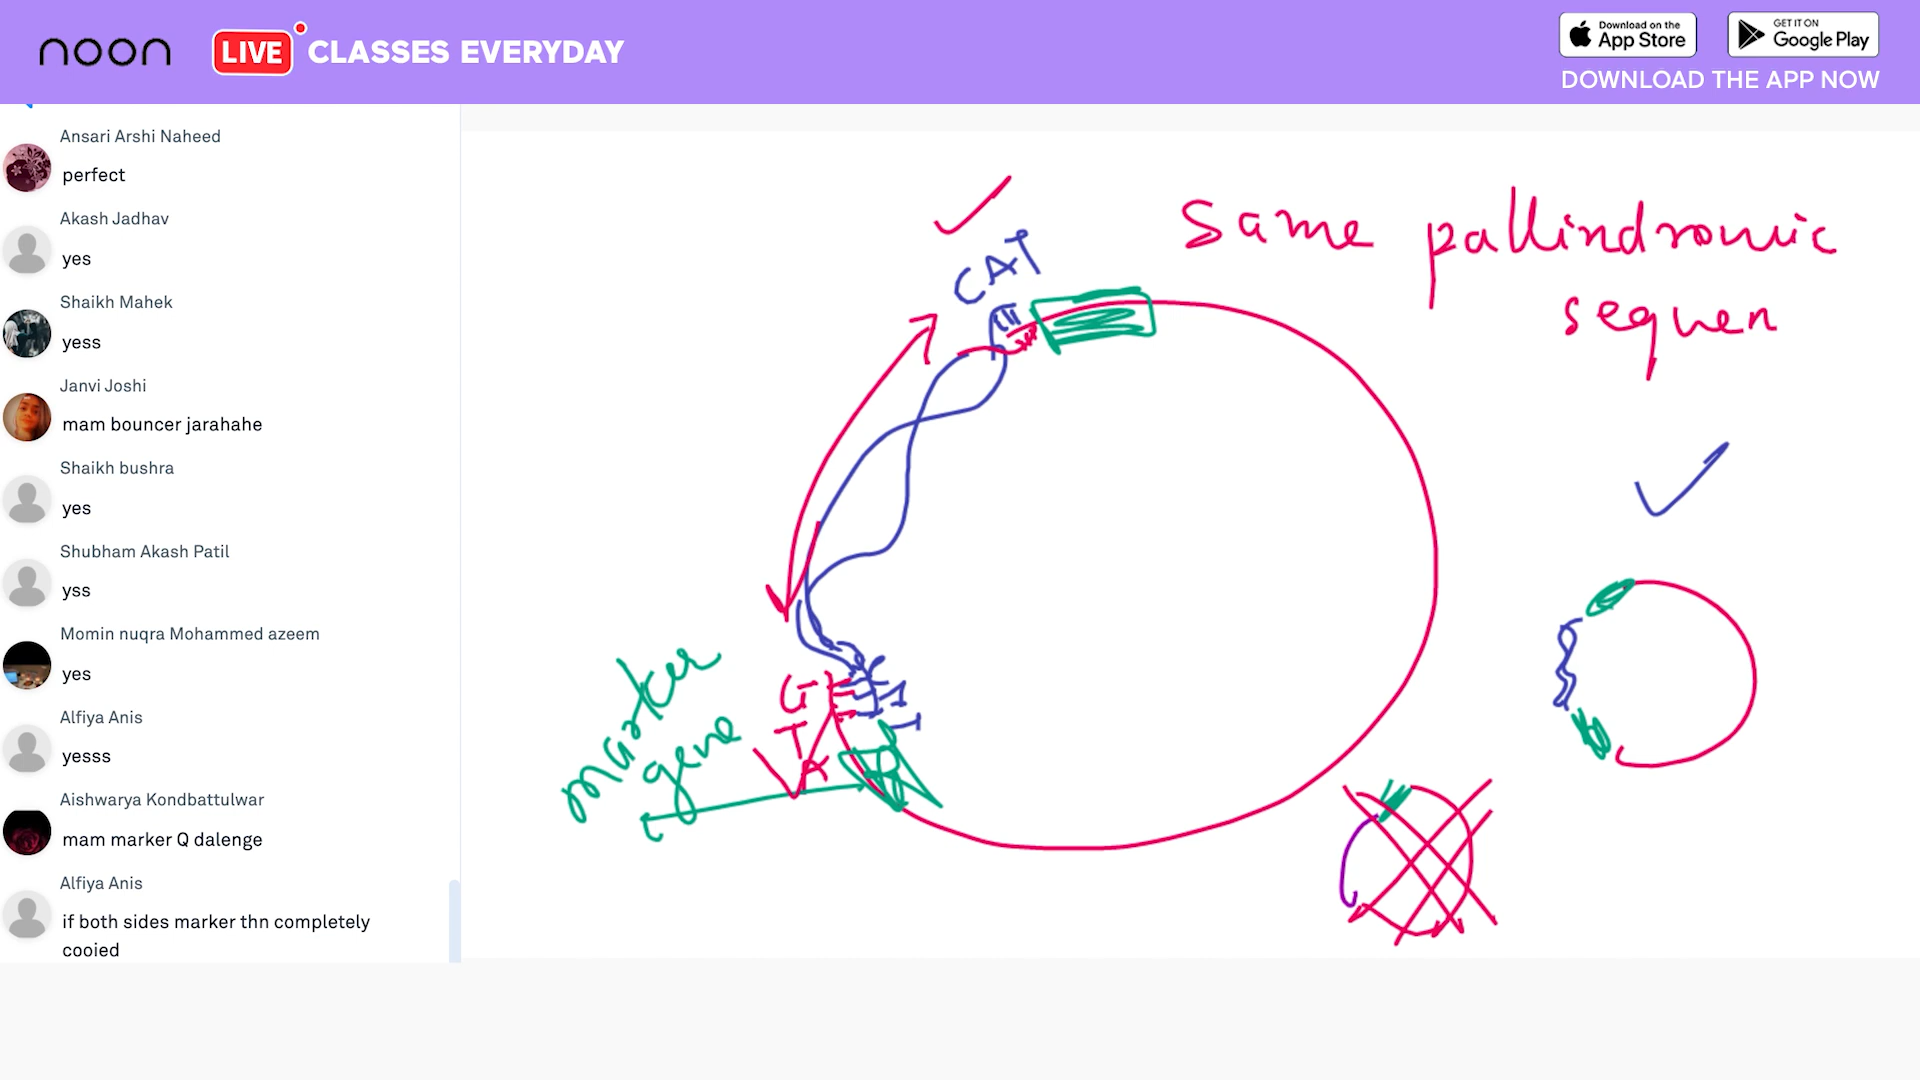 noon LIVE CLASSES EVERYDAY
Download on the
App Store
GET IT ON
Google Play
DOWNLOAD THE APP NOW
Ansari Arshi Naheed
perfect
Akash Jadhav
yes
Shaikh Mahek
yess
Janvi Joshi
mam bouncer jarahahe
Shaikh bushra
yes
Shubham Akash Patil
yss
Momin nuqra Mohammed azeem
yes
Alfiya Anis
yesss
Aishwarya Kondbattulwar
mam marker Q dalenge
Alfiya Anis
if both sides marker thn completely
cooied
CAT
Same pallindromic
sequen
G
T
A
marker
gene